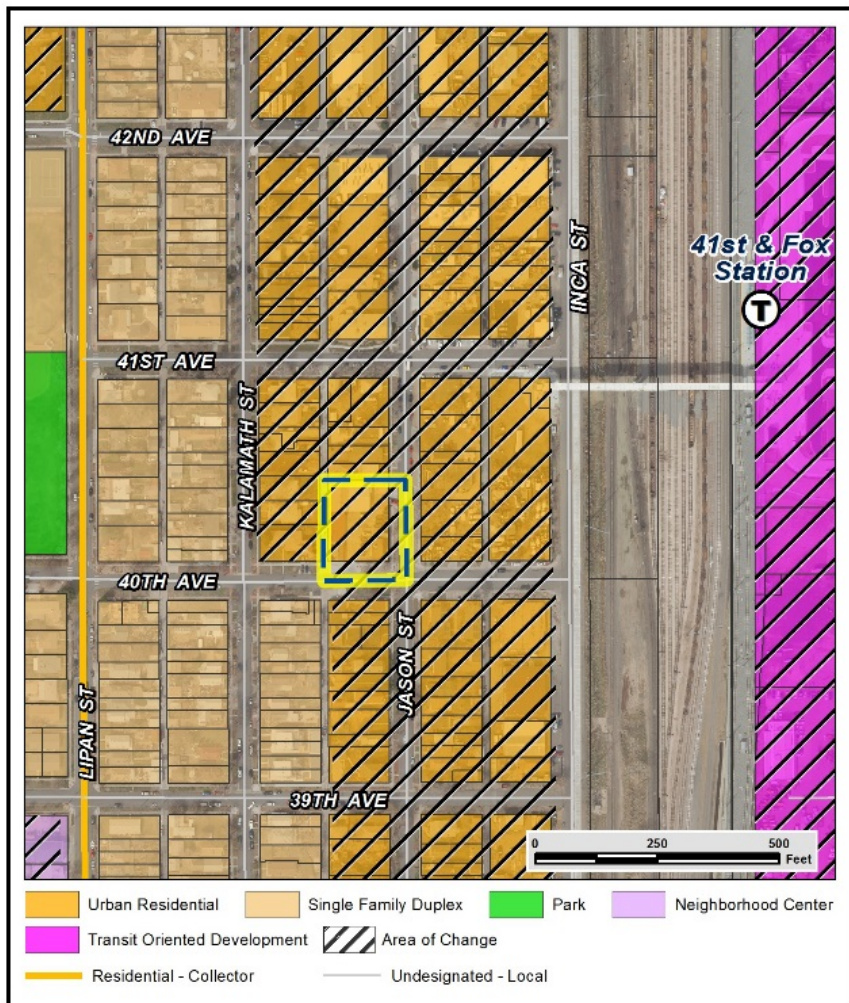 42ND AVE
41st & Fox
Station
T
INCA ST
41ST AVE
KALAMATH ST
40TH AVE
JASON ST
LIPAN ST
39TH AVE
0 250 500
Feet
Urban Residential Single Family Duplex Park Neighborhood Center
Transit Oriented Development Area of Change
Residential - Collector Undesignated - Local